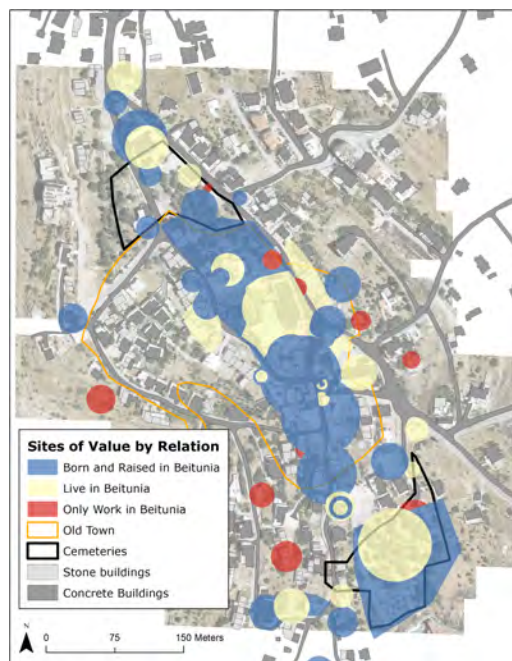 Sites of Value by Relation
Born and Raised in Beitunia
Live in Beitunia
Only Work in Beitunia
Old Town
Cemeteries
Stone buildings
Concrete Buildings
N
0 75 150 Meters